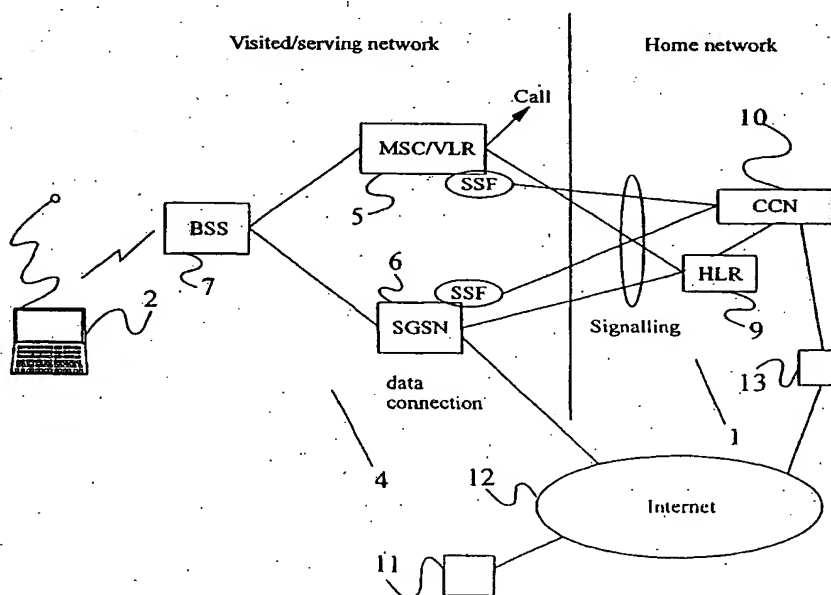 Visited/serving network
Home network
Call
10
MSC/VLR
SSF
CCN
5
BSS
6
7
SSF
HLR
2
SGSN
Signalling
9
data
connection
13
1
4
12
Internet
11